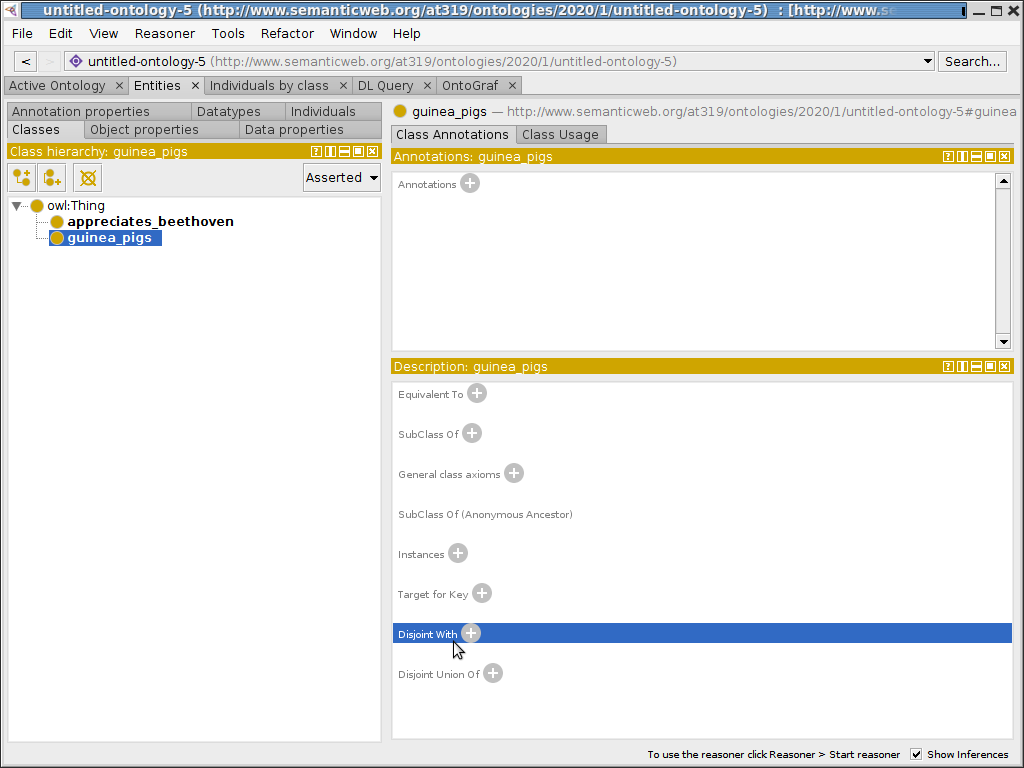 untitled-ontology-5 (http://www.semanticweb.org/at319/ontologies/2020/1/untitled-ontology-5) : [http://www.se
File Edit View Reasoner Tools Refactor Window Help
< > untitled-ontology-5 (http://www.semanticweb.org/at319/ontologies/2020/1/untitled-ontology-5) Search...
Active Ontology × Entities × Individuals by class × DL Query × OntoGraf ×
Annotation properties Datatypes Individuals
Classes Object properties Data properties
Class hierarchy: guinea_pigs
Asserted
owl:Thing
appreciates_beethoven
guinea_pigs
guinea_pigs — http://www.semanticweb.org/at319/ontologies/2020/1/untitled-ontology-5#guinea
Class Annotations Class Usage
Annotations: guinea_pigs
Annotations
Description: guinea_pigs
Equivalent To
SubClass Of
General class axioms
SubClass Of (Anonymous Ancestor)
Instances
Target for Key
Disjoint With
Disjoint Union Of
To use the reasoner click Reasoner > Start reasoner Show Inferences